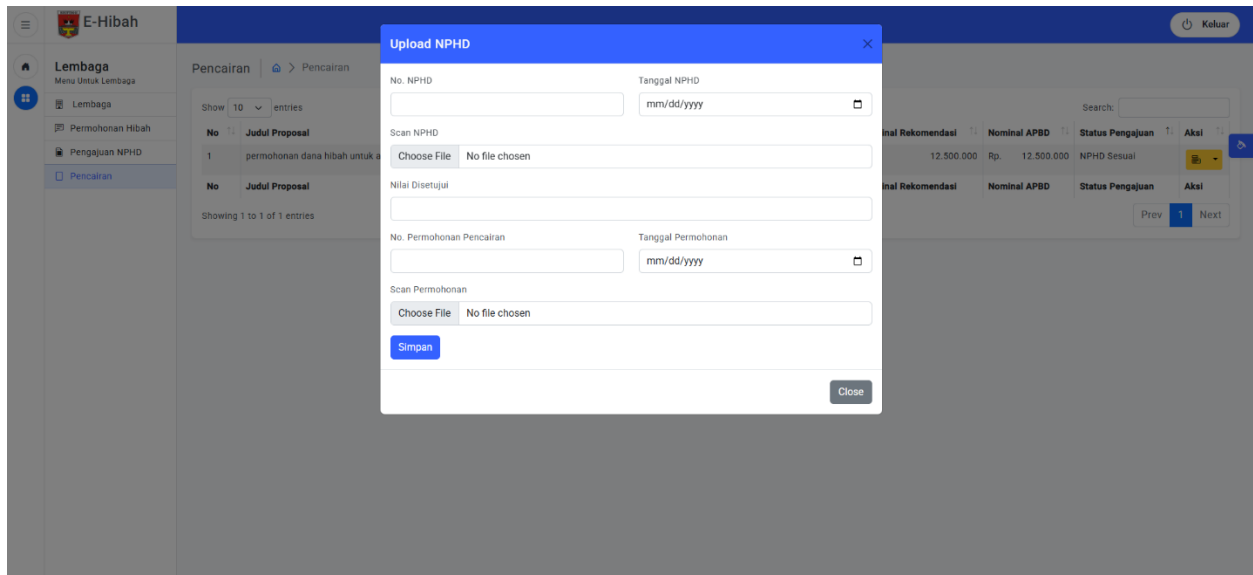 E-Hibah
Keluar
Lembaga
Menu Untuk Lembaga
Lembaga
Permohonan Hibah
Pengajuan NPHD
Pencairan
Pencairan Pencairan
Show 10 entries
Search:
No Judul Proposal inal Rekomendasi Nominal APBD Status Pengajuan Aksi
1 permohonan dana hibah untuk a 12.500.000 Rp. 12.500.000 NPHD Sesuai
No Judul Proposal inal Rekomendasi Nominal APBD Status Pengajuan Aksi
Showing 1 to 1 of 1 entries
Prev 1 Next
Upload NPHD
No. NPHD Tanggal NPHD
mm/dd/yyyy
Scan NPHD
Choose File No file chosen
Nilai Disetujui
No. Permohonan Pencairan Tanggal Permohonan
mm/dd/yyyy
Scan Permohonan
Choose File No file chosen
Simpan
Close